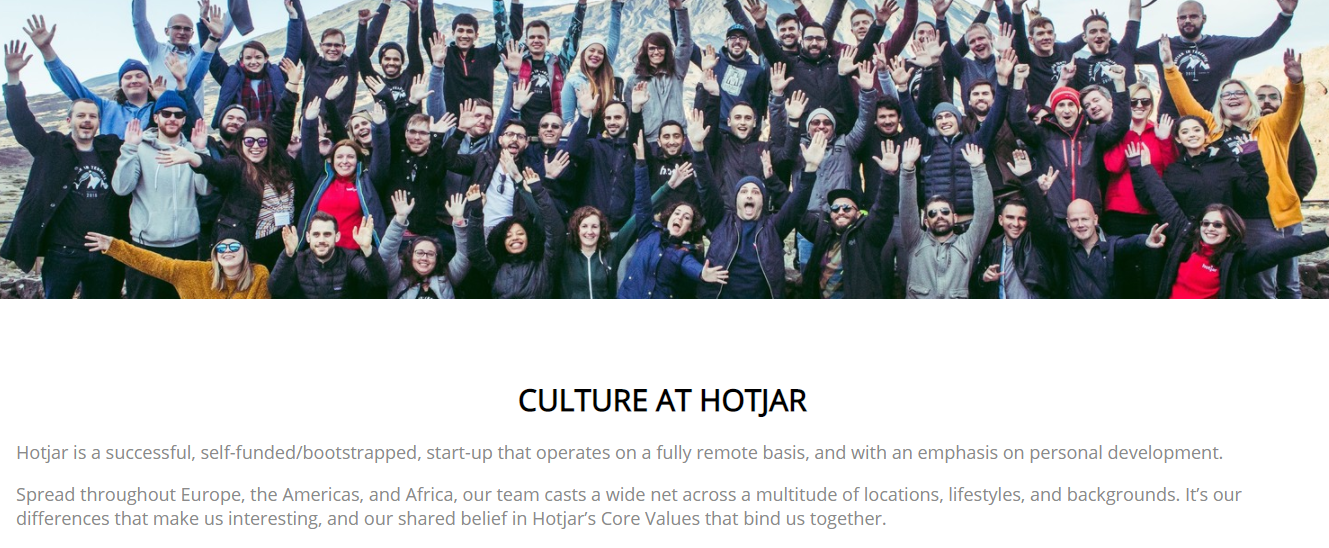 CULTURE AT HOTJAR
Hotjar is a successful, self-funded/bootstrapped, start-up that operates on a fully remote basis, and with an emphasis on personal development.
Spread throughout Europe, the Americas, and Africa, our team casts a wide net across a multitude of locations, lifestyles, and backgrounds. It’s our
differences that make us interesting, and our shared belief in Hotjar’s Core Values that bind us together.